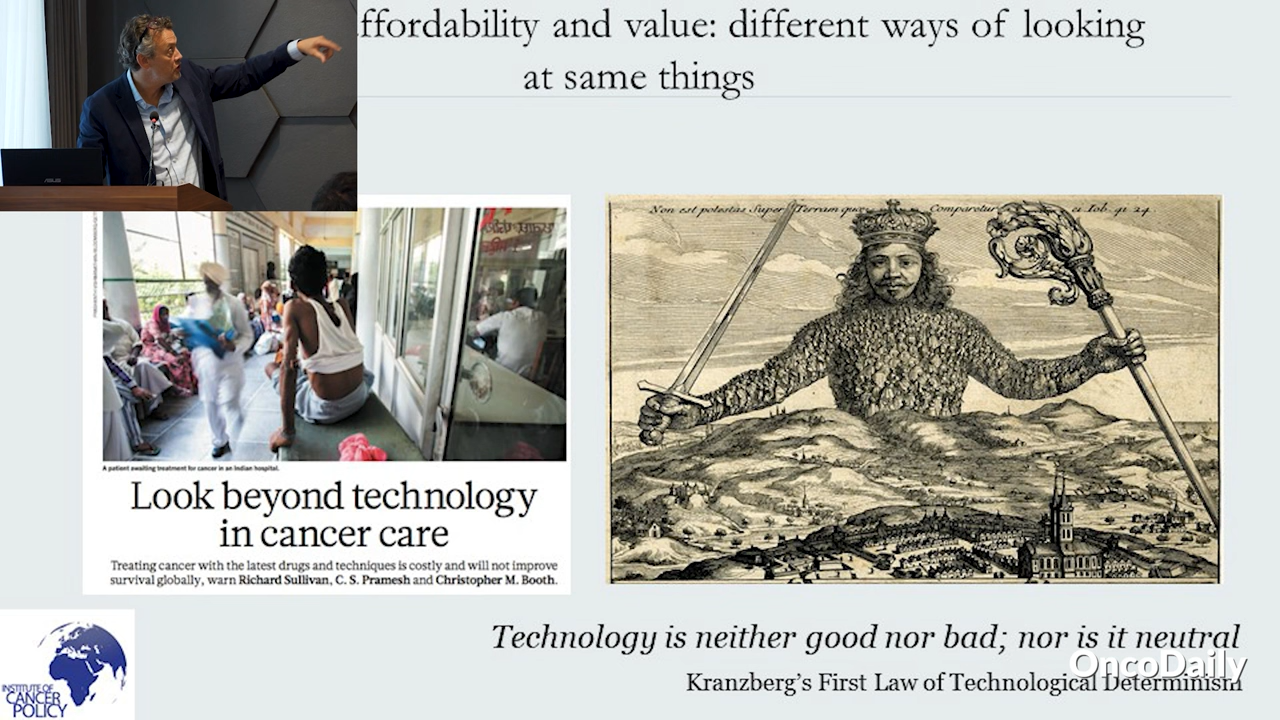 ffordability and value: different ways of looking
at same things
ASUS
Non est potestas Super Terram quae Comparetur ei Iob. 41. 24.
A patient awaiting treatment for cancer in an Indian hospital.
Look beyond technology
in cancer care
Treating cancer with the latest drugs and techniques is costly and will not improve
survival globally, warn Richard Sullivan, C. S. Pramesh and Christopher M. Booth.
Technology is neither good nor bad; nor is it neutral
OncoDaily
Kranzberg's First Law of Technological Determinism
INSTITUTE OF
CANCER
POLICY